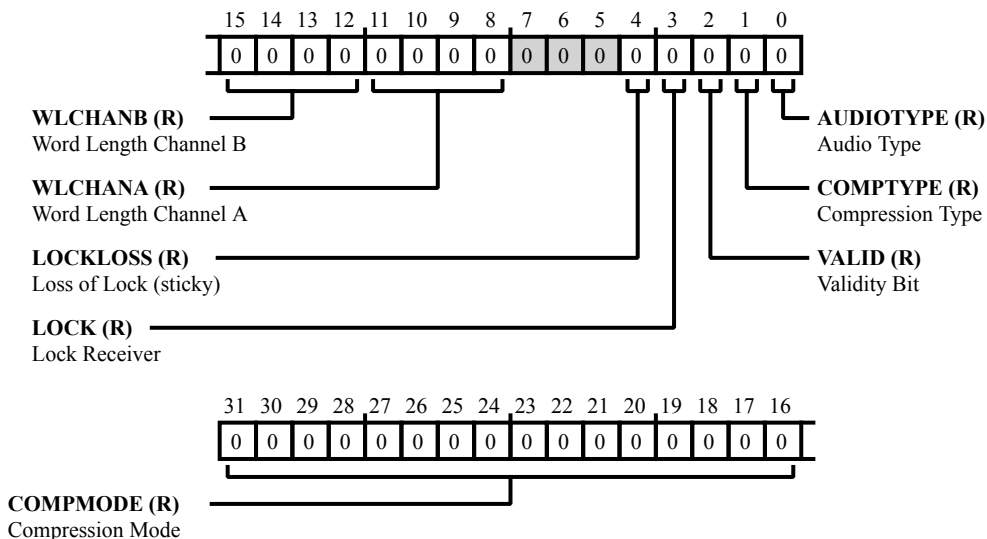 15 14 13 12 11 10 9 8 7 6 5 4 3 2 1 0
0 0 0 0 0 0 0 0 0 0 0 0 0 0 0 0
WLCHANB (R)
Word Length Channel B
WLCHANA (R)
Word Length Channel A
LOCKLOSS (R)
Loss of Lock (sticky)
LOCK (R)
Lock Receiver
AUDIOTYPE (R)
Audio Type
COMPTYPE (R)
Compression Type
VALID (R)
Validity Bit
31 30 29 28 27 26 25 24 23 22 21 20 19 18 17 16
0 0 0 0 0 0 0 0 0 0 0 0 0 0 0 0
COMPMODE (R)
Compression Mode